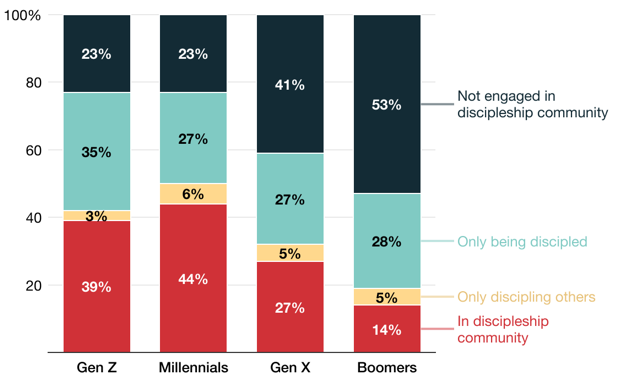 100%
80
60
40
20
23%
35%
3%
39%
23%
27%
6%
44%
41%
27%
5%
27%
53%
28%
5%
14%
Not engaged in
discipleship community
Only being discipled
Only discipling others
In discipleship
community
Gen Z
Millennials
Gen X
Boomers